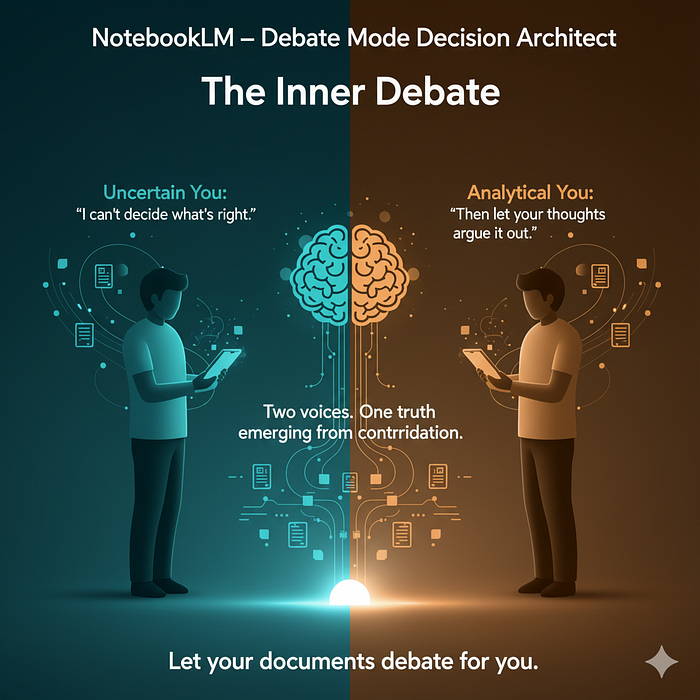 NotebookLM – Debate Mode Decision Architect
The Inner Debate
Uncertain You:
“I can't decide what's right.”
Analytical You:
“Then let your thoughts
argue it out.”
Two voices. One truth
emerging from contrridation.
Let your documents debate for you.